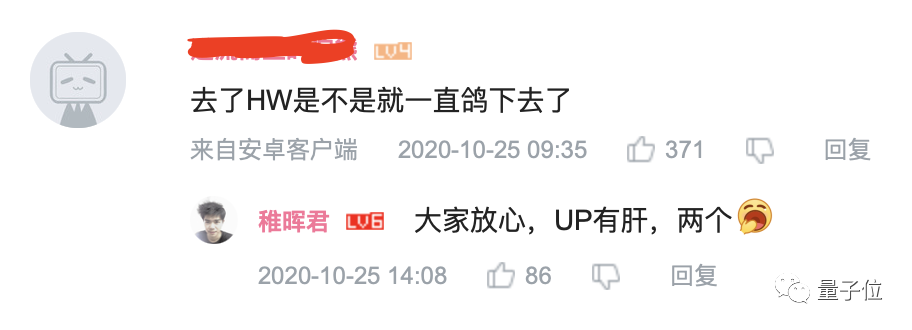 LV4
去了HW是不是就一直鸽下去了
来自安卓客户端 2020-10-25 09:35 371 回复
稚晖君 LV6 大家放心，UP有肝，两个
2020-10-25 14:08 86 回复
量子位